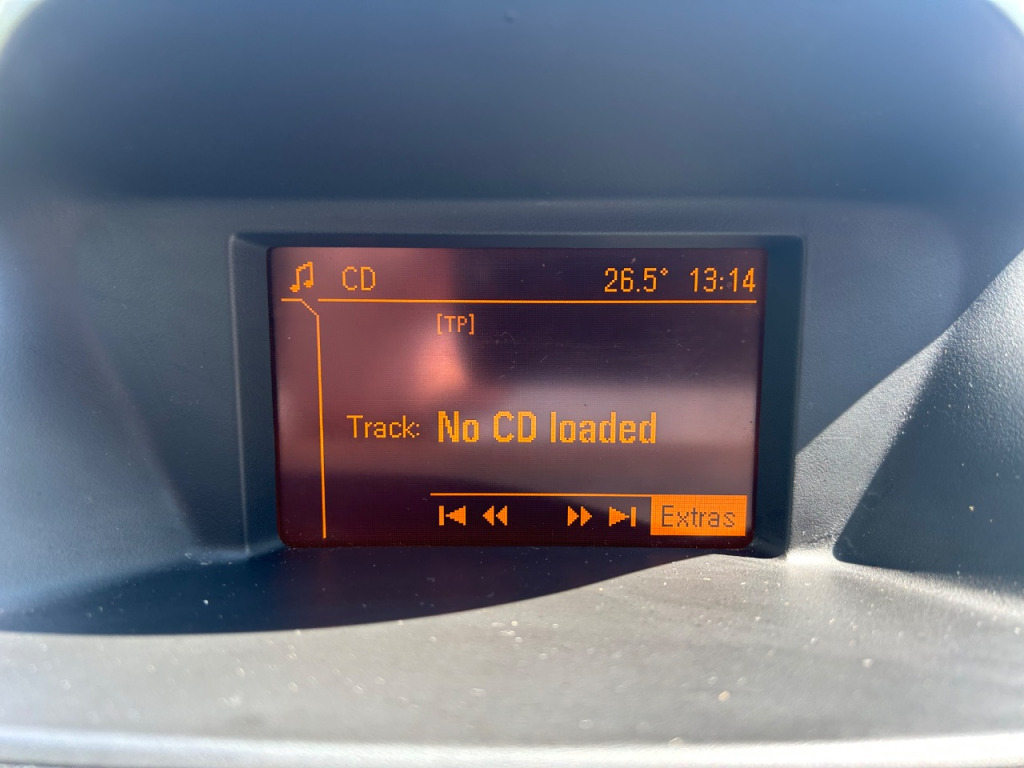 CD 26.5° 13:14
[TP]
Track: No CD loaded
Extras